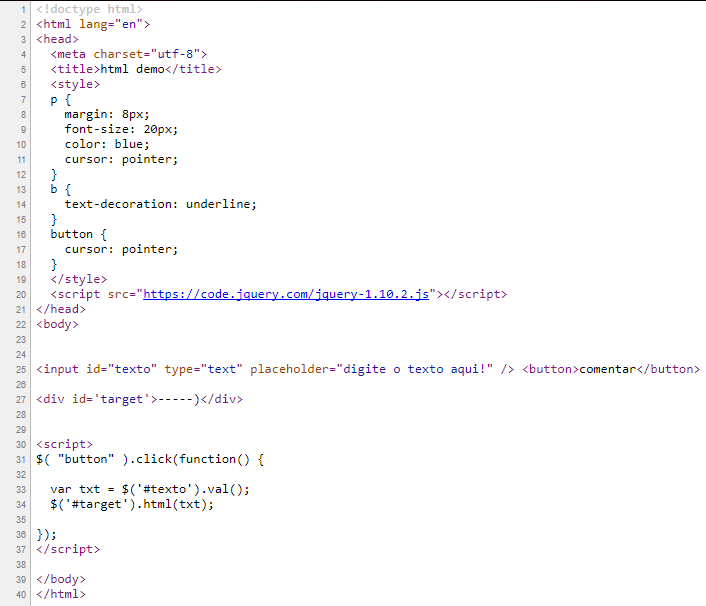 1 <!doctype html>
2 <html lang="en">
3 <head>
4   <meta charset="utf-8">
5   <title>html demo</title>
6   <style>
7   p {
8     margin: 8px;
9     font-size: 20px;
10     color: blue;
11     cursor: pointer;
12   }
13   b {
14     text-decoration: underline;
15   }
16   button {
17     cursor: pointer;
18   }
19   </style>
20   <script src="https://code.jquery.com/jquery-1.10.2.js"></script>
21 </head>
22 <body>
23
24
25 <input id="texto" type="text" placeholder="digite o texto aqui!" /> <button>comentar</button>
26
27 <div id='target'>-----)</div>
28
29
30 <script>
31 $( "button" ).click(function() {
32
33   var txt = $('#texto').val();
34   $('#target').html(txt);
35
36 });
37 </script>
38
39 </body>
40 </html>